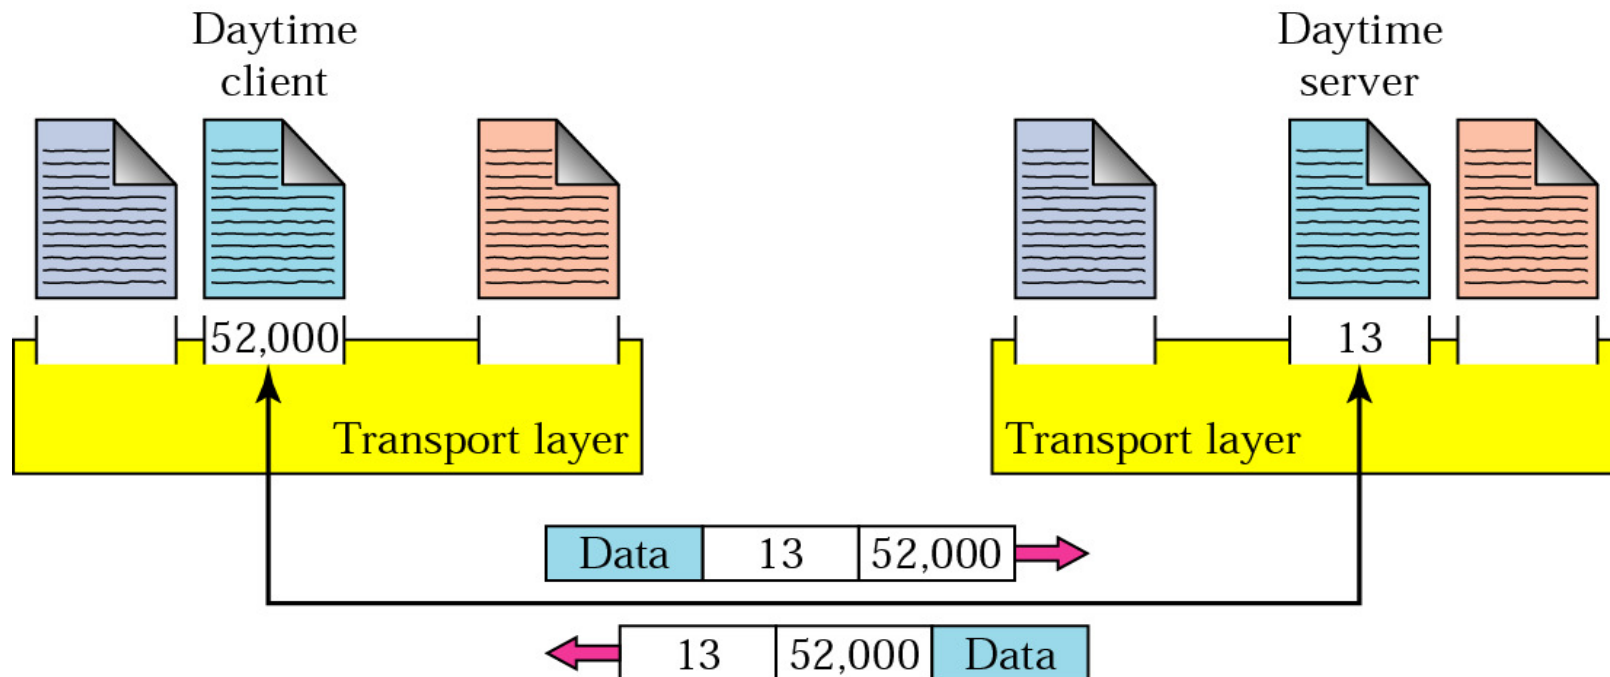 Daytime
client
Daytime
server
52,000
13
Transport layer
Transport layer
Data 13 52,000
13 52,000 Data